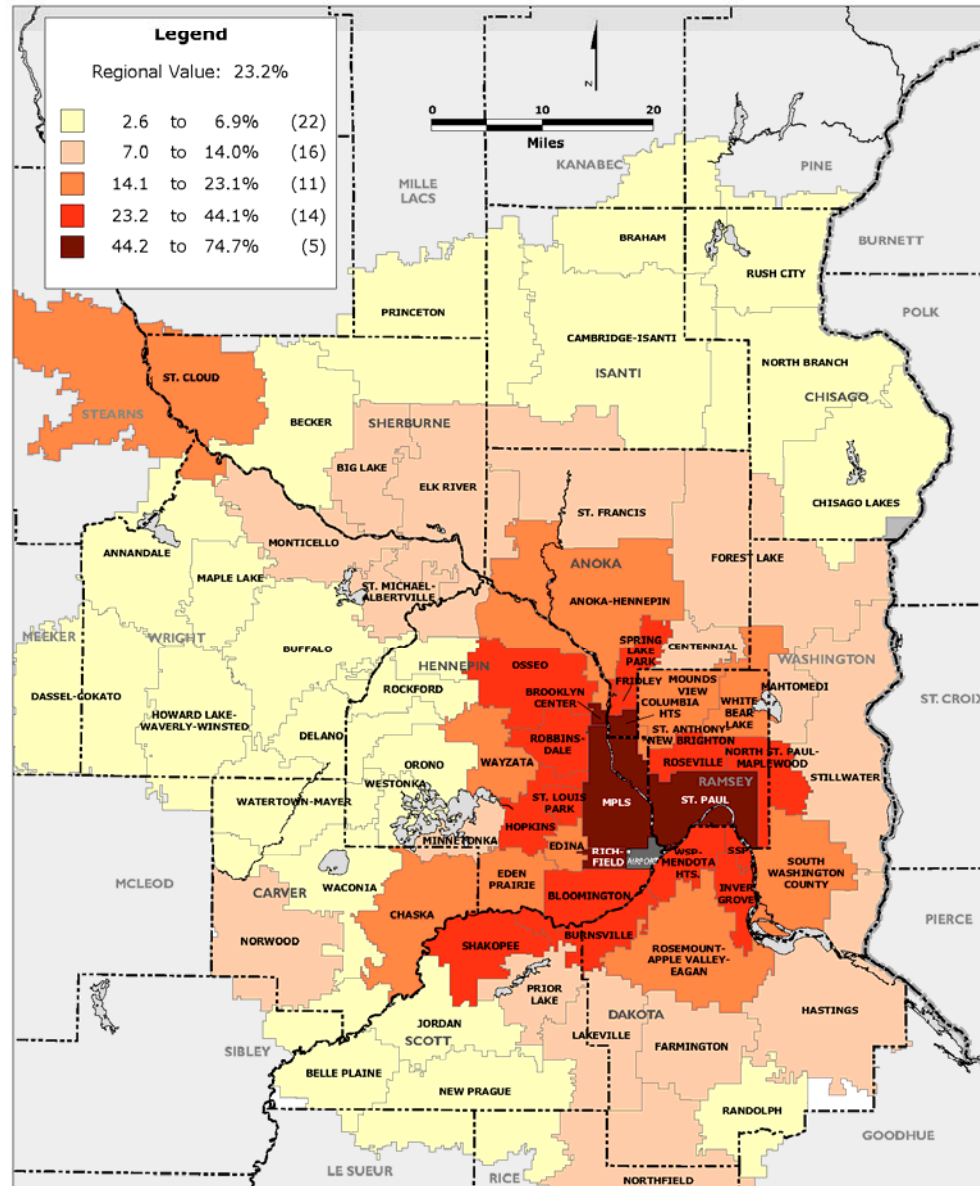 Legend
Regional Value: 23.2%
2.6 to 6.9% (22)
7.0 to 14.0% (16)
14.1 to 23.1% (11)
23.2 to 44.1% (14)
44.2 to 74.7% (5)
N
0 10 20
Miles
KANABEC
PINE
MILLE
LACS
BRAHAM
BURNETT
RUSH CITY
PRINCETON
POLK
CAMBRIDGE-ISANTI
NORTH BRANCH
ISANTI
ST. CLOUD
CHISAGO
STEARNS
BECKER
SHERBURNE
BIG LAKE
ELK RIVER
CHISAGO LAKES
ST. FRANCIS
MONTICELLO
ANNANDALE
FOREST LAKE
ANOKA
MAPLE LAKE
ST. MICHAEL-
ALBERTVILLE
ANOKA-HENNEPIN
MEEKER
WRIGHT
SPRING
LAKE
PARK
CENTENNIAL
BUFFALO
WASHINGTON
HENNEPIN
OSSEO
ROCKFORD
FRIDLEY
MOUNDS
VIEW
MAHTOMEDI
DASSEL-COKATO
BROOKLYN
CENTER
COLUMBIA
HTS
WHITE
BEAR
LAKE
ST. CROIX
HOWARD LAKE-
WAVERLY-WINSTED
DELANO
ROBBINS-
DALE
ST. ANTHONY-
NEW BRIGHTON
ORONO
WAYZATA
ROSEVILLE
NORTH ST. PAUL-
MAPLEWOOD
WESTONKA
RAMSEY
STILLWATER
WATERTOWN-MAYER
ST. LOUIS
PARK
MPLS
ST. PAUL
HOPKINS
MINNETONKA
EDINA
RICH-
FIELD
AIRPORT
WSP-
MENDOTA
HTS.
SSP
SOUTH
WASHINGTON
COUNTY
MCLEOD
CARVER
WACONIA
EDEN
PRAIRIE
BLOOMINGTON
INVER
GROVE
CHASKA
PIERCE
NORWOOD
BURNSVILLE
SHAKOPEE
ROSEMOUNT-
APPLE VALLEY-
EAGAN
PRIOR
LAKE
HASTINGS
JORDAN
DAKOTA
SCOTT
LAKEVILLE
SIBLEY
FARMINGTON
BELLE PLAINE
NEW PRAGUE
RANDOLPH
GOODHUE
LE SUEUR
RICE
NORTHFIELD